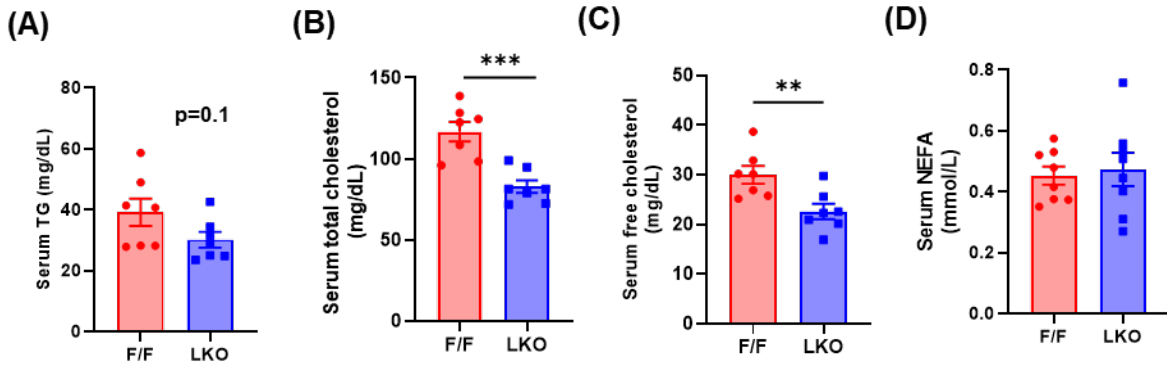 (A)
Serum TG (mg/dL)
80
60
40
20
0
p=0.1
F/F LKO
(B)
Serum total cholesterol
(mg/dL)
150
100
50
0
***
F/F LKO
(C)
Serum free cholesterol
(mg/dL)
50
40
30
20
10
0
**
F/F LKO
(D)
Serum NEFA
(mmol/L)
0.8
0.6
0.4
0.2
0.0
F/F LKO